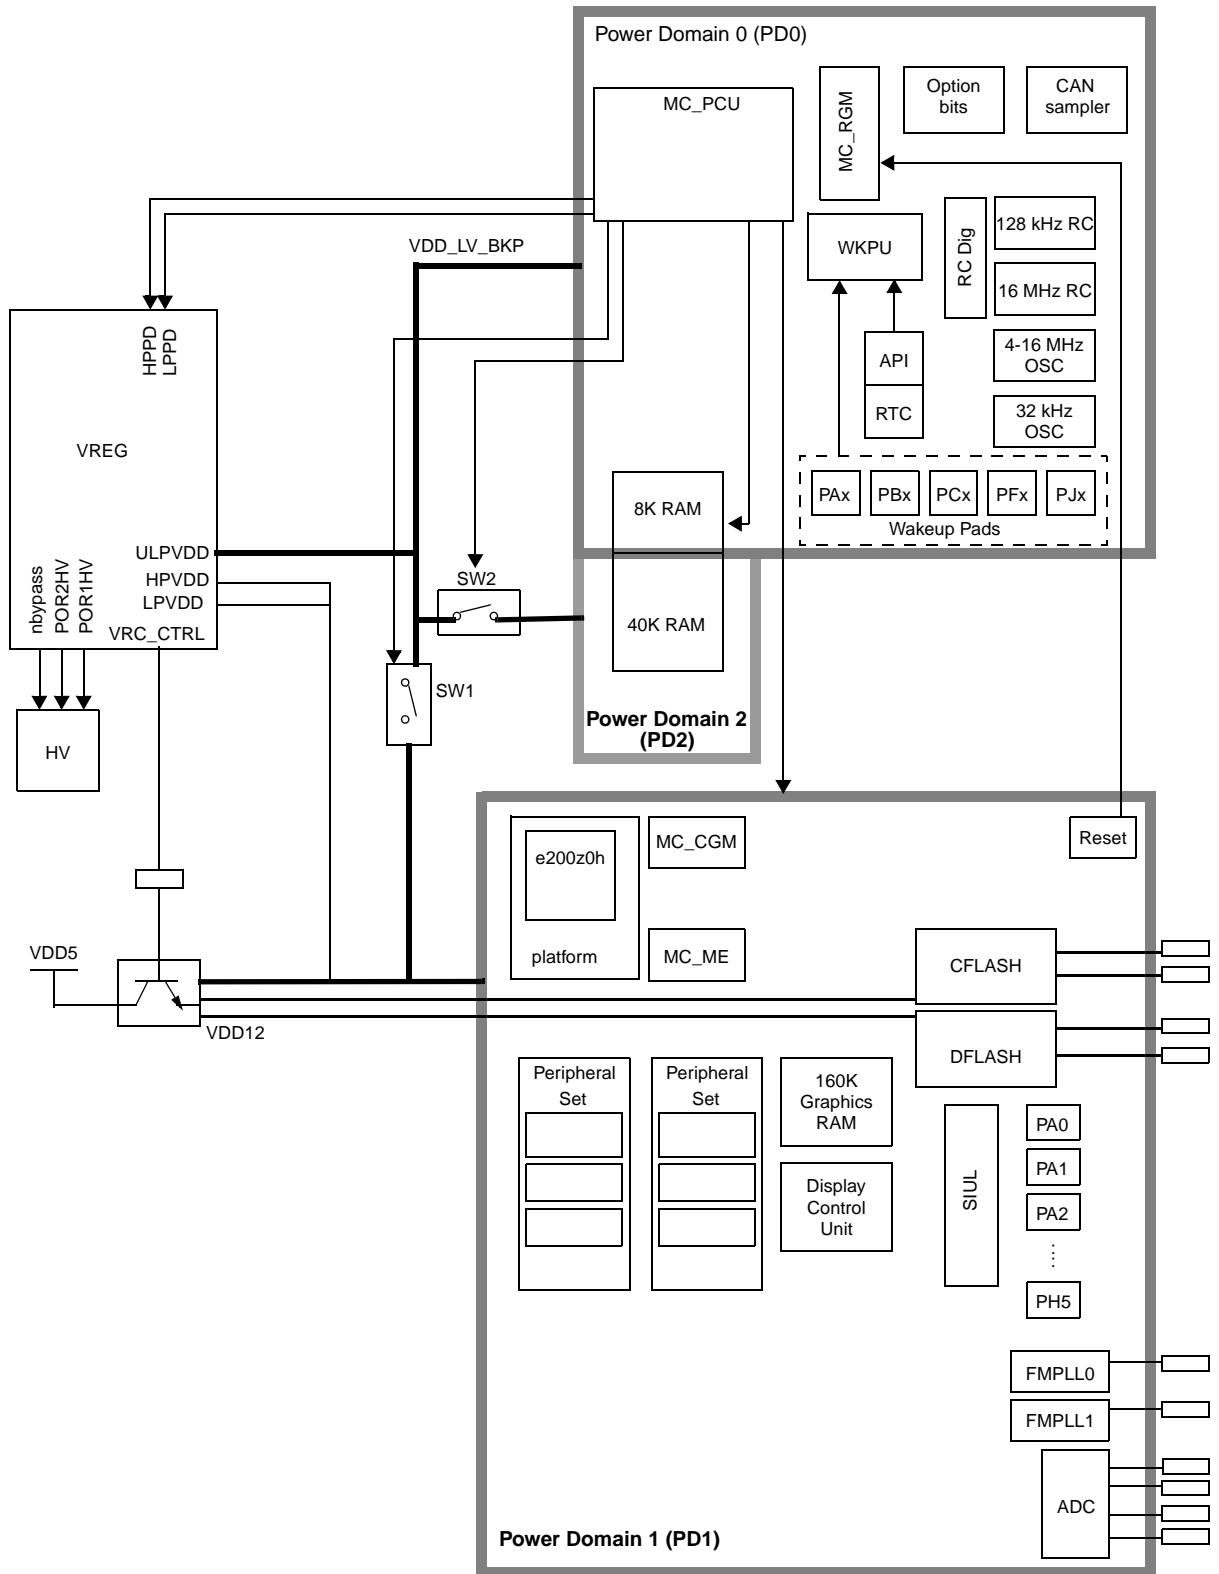 Power Domain 0 (PD0)
MC_PCU
MC_RGM
Option
bits
CAN
sampler
WKPU
RC Dig
128 kHz RC
16 MHz RC
4-16 MHz
OSC
32 kHz
OSC
API
RTC
PAx
PBx
PCx
PFx
PJx
Wakeup Pads
8K RAM
40K RAM
Power Domain 2
(PD2)
VDD_LV_BKP
HPPD
LPPD
VREG
ULPVDD
HPVDD
LPVDD
VRC_CTRL
nbypass
POR2HV
POR1HV
HV
SW2
SW1
VDD5
VDD12
e200z0h
platform
MC_CGM
MC_ME
Reset
CFLASH
DFLASH
Peripheral
Set
Peripheral
Set
160K
Graphics
RAM
Display
Control
Unit
SIUL
PA0
PA1
PA2
PH5
FMPLL0
FMPLL1
ADC
Power Domain 1 (PD1)